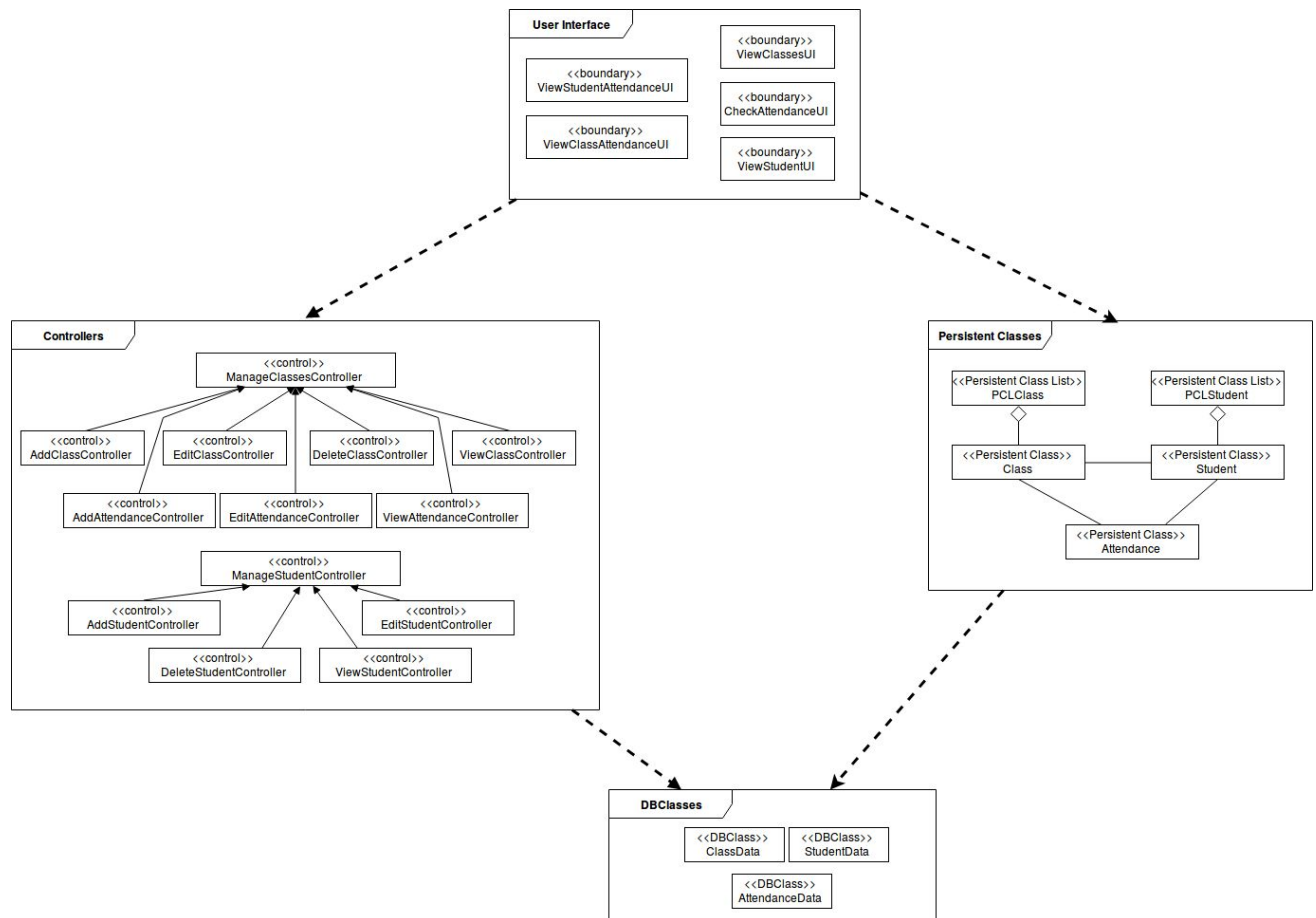 User Interface
<<boundary>>
ViewStudentAttendanceUI
<<boundary>>
ViewClassAttendanceUI
<<boundary>>
ViewClassesUI
<<boundary>>
CheckAttendanceUI
<<boundary>>
ViewStudentUI
Controllers
<<control>>
ManageClassesController
<<control>>
AddClassController
<<control>>
EditClassController
<<control>>
DeleteClassController
<<control>>
ViewClassController
<<control>>
AddAttendanceController
<<control>>
EditAttendanceController
<<control>>
ViewAttendanceController
<<control>>
ManageStudentController
<<control>>
AddStudentController
<<control>>
EditStudentController
<<control>>
DeleteStudentController
<<control>>
ViewStudentController
Persistent Classes
<<Persistent Class List>>
PCLClass
<<Persistent Class List>>
PCLStudent
<<Persistent Class>>
Class
<<Persistent Class>>
Student
<<Persistent Class>>
Attendance
DBClasses
<<DBClass>>
ClassData
<<DBClass>>
StudentData
<<DBClass>>
AttendanceData